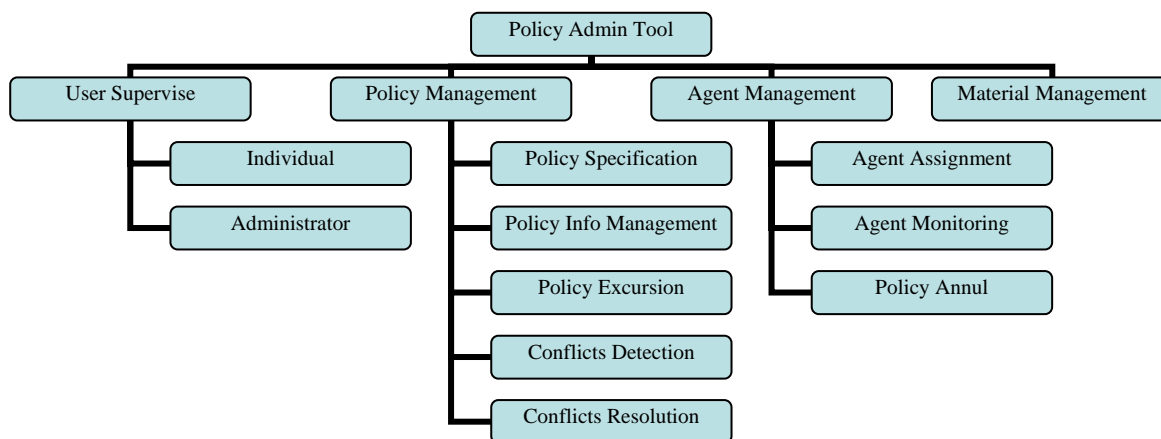 Policy Admin Tool
User Supervise
Policy Management
Agent Management
Material Management
Individual
Policy Specification
Agent Assignment
Administrator
Policy Info Management
Agent Monitoring
Policy Excursion
Policy Annul
Conflicts Detection
Conflicts Resolution